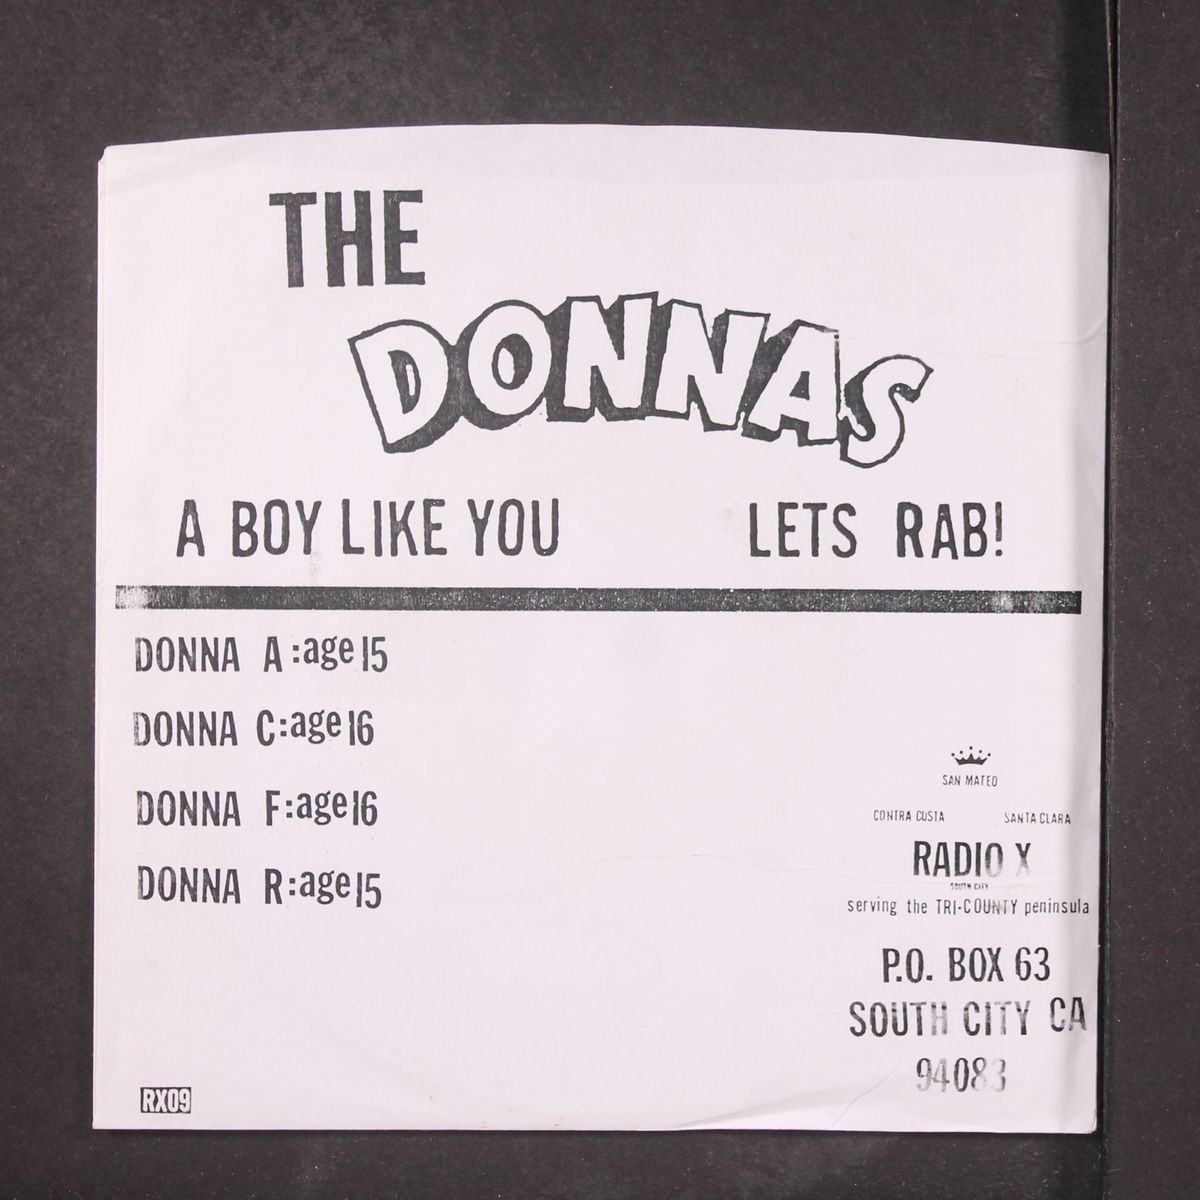 THE
DONNAS
A BOY LIKE YOU LETS RAB!
DONNA A:age 15
DONNA C:age 16
DONNA F:age 16
DONNA R:age 15
SAN MATEO
CONTRA COSTA SANTA CLARA
RADIO X
SOUTH CITY
serving the TRI-COUNTY peninsula
P.O. BOX 63
SOUTH CITY CA
94083
RX09